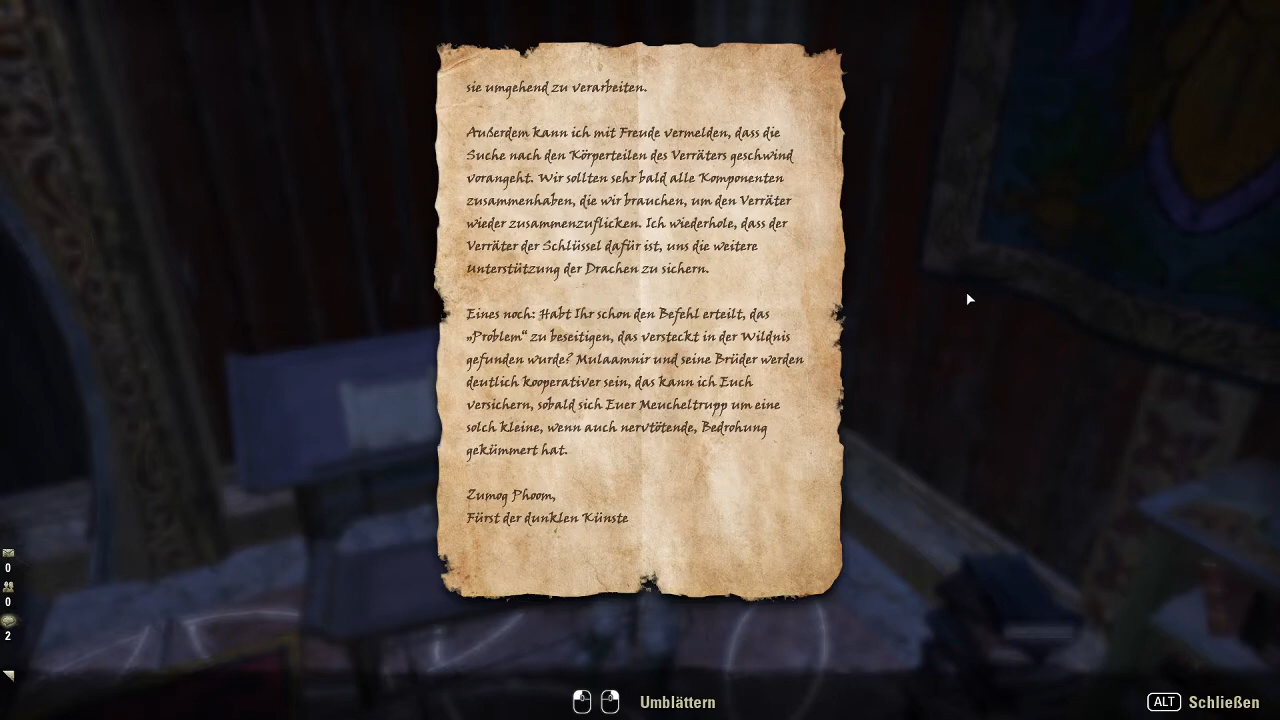 sie umgehend zu verarbeiten.
Außerdem kann ich mit Freude vermelden, dass die
Suche nach den Körperteilen des Verräters geschwind
vorangeht. Wir sollten sehr bald alle Komponenten
zusammenhaben, die wir brauchen, um den Verräter
wieder zusammenzuflicken. Ich wiederhole, dass der
Verräter der Schlüssel dafür ist, uns die weitere
Unterstützung der Drachen zu sichern.
Eines noch: Habt Ihr schon den Befehl erteilt, das
„Problem“ zu beseitigen, das versteckt in der Wildnis
gefunden wurde? Mulaamnir und seine Brüder werden
deutlich kooperativer sein, das kann ich Euch
versichern, sobald sich Euer Meucheltrupp um eine
solch kleine, wenn auch nervtötende, Bedrohung
gekümmert hat.
Zumog Phoom,
Fürst der dunklen Künste
0
0
2
Umblättern
ALT Schließen